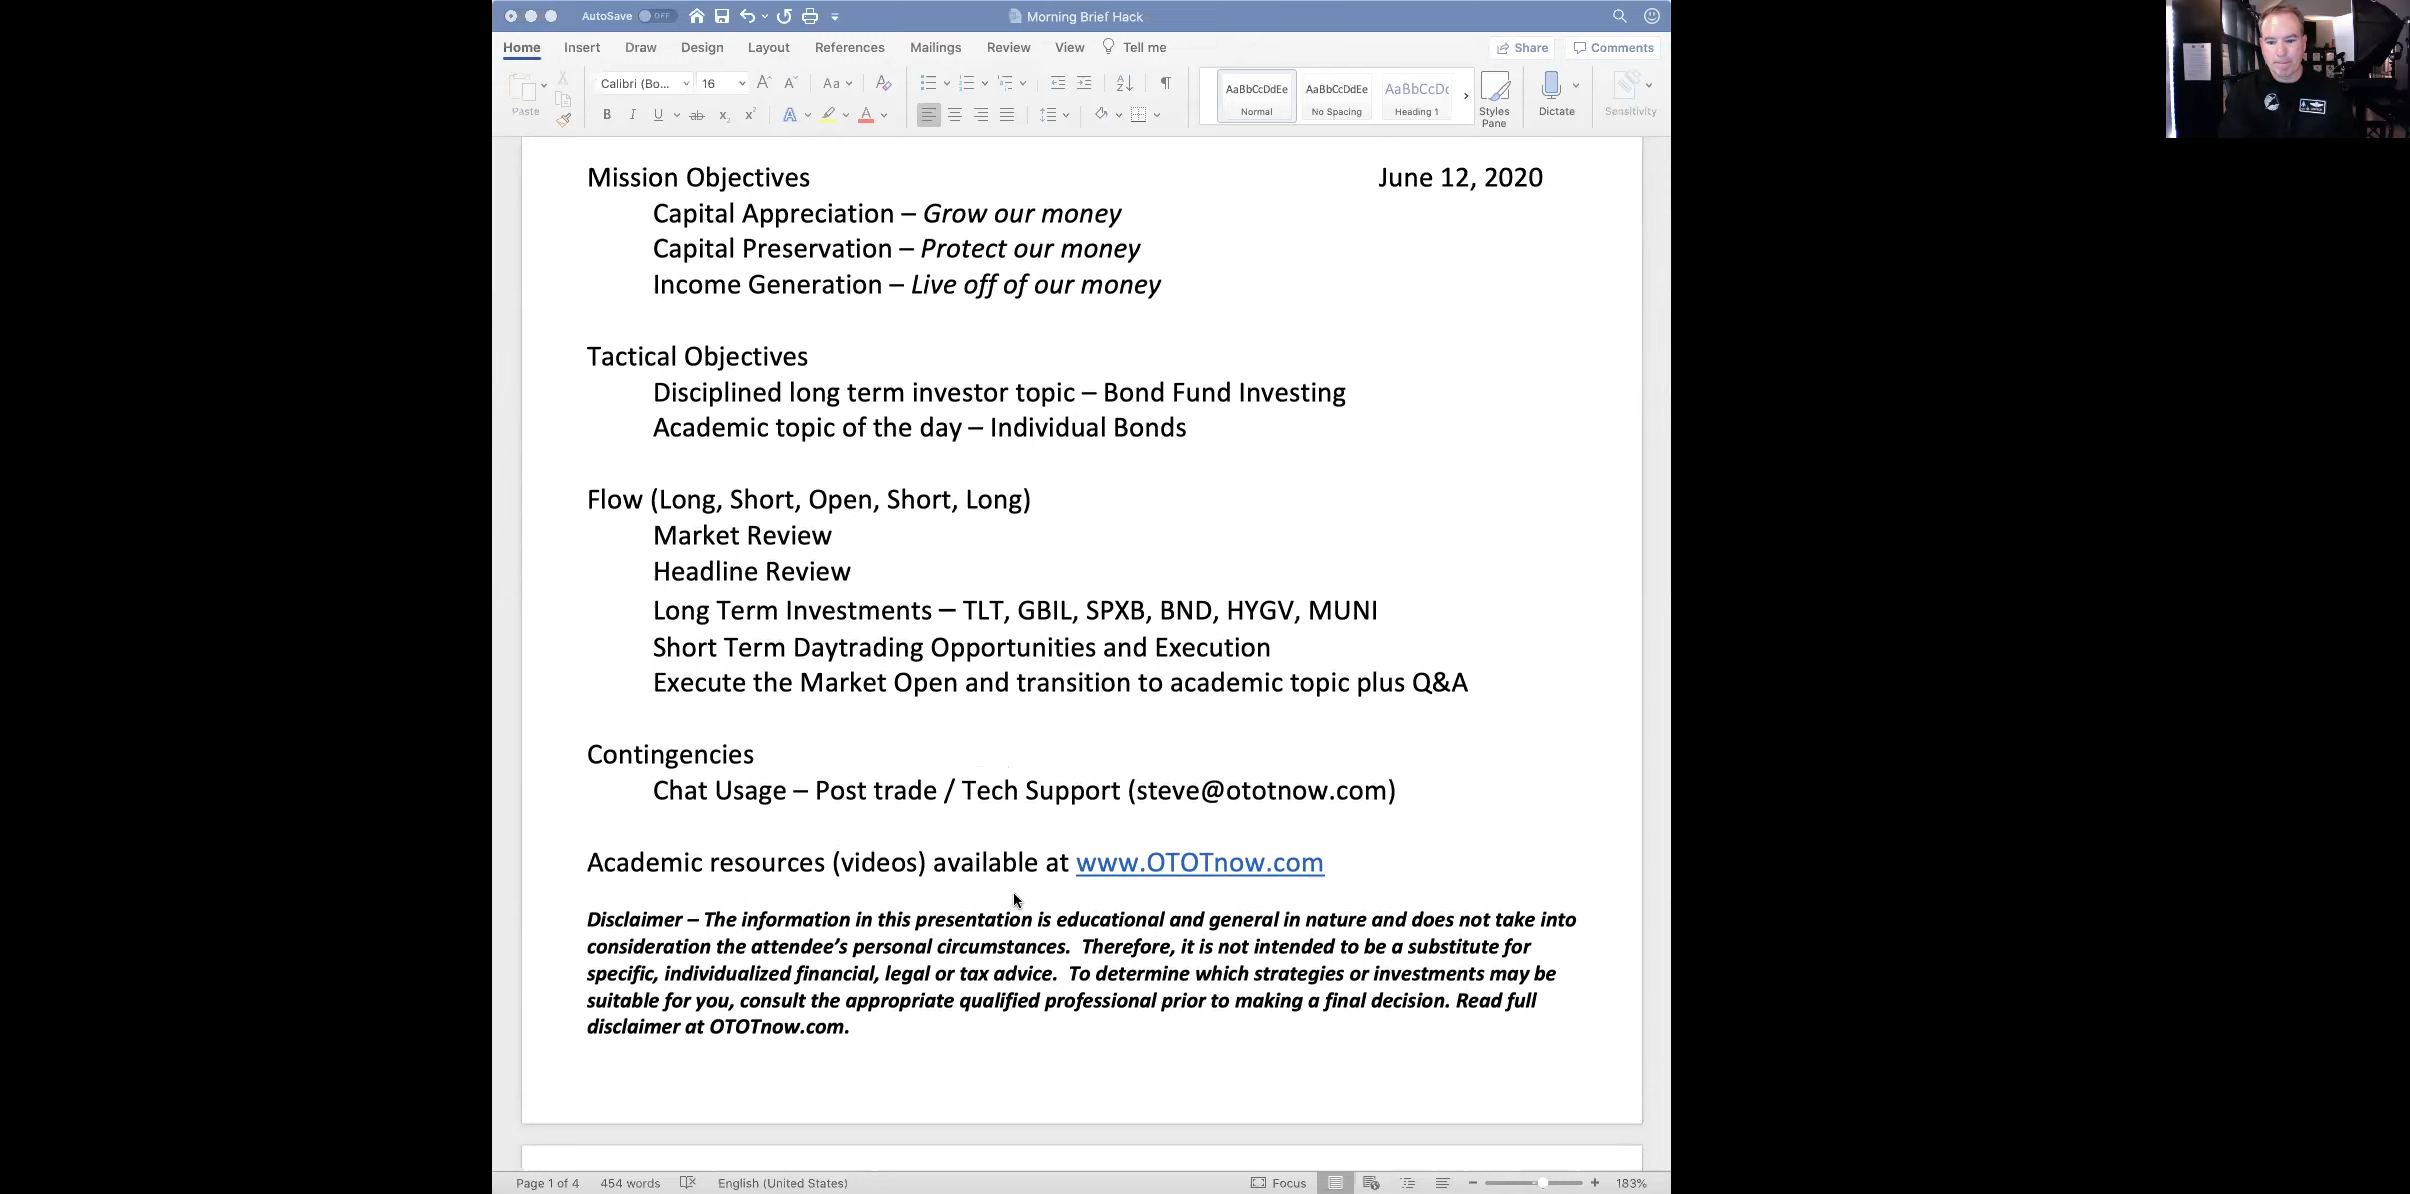 AutoSave OFF Morning Brief Hack
Home Insert Draw Design Layout References Mailings Review View Tell me Share Comments
Paste Calibri (Bo... 16 A A Aa A AaBbCcDdEe AaBbCcDdEe AaBbCcDc
Normal No Spacing Heading 1 Styles Pane Dictate Sensitivity
B I U ab x₂ x² A A
Mission Objectives June 12, 2020
Capital Appreciation – Grow our money
Capital Preservation – Protect our money
Income Generation – Live off of our money
Tactical Objectives
Disciplined long term investor topic – Bond Fund Investing
Academic topic of the day – Individual Bonds
Flow (Long, Short, Open, Short, Long)
Market Review
Headline Review
Long Term Investments – TLT, GBIL, SPXB, BND, HYGV, MUNI
Short Term Daytrading Opportunities and Execution
Execute the Market Open and transition to academic topic plus Q&A
Contingencies
Chat Usage – Post trade / Tech Support (steve@ototnow.com)
Academic resources (videos) available at www.OTOTnow.com
Disclaimer – The information in this presentation is educational and general in nature and does not take into
consideration the attendee’s personal circumstances.  Therefore, it is not intended to be a substitute for
specific, individualized financial, legal or tax advice.  To determine which strategies or investments may be
suitable for you, consult the appropriate qualified professional prior to making a final decision. Read full
disclaimer at OTOTnow.com.
Page 1 of 4 454 words English (United States) Focus 183%